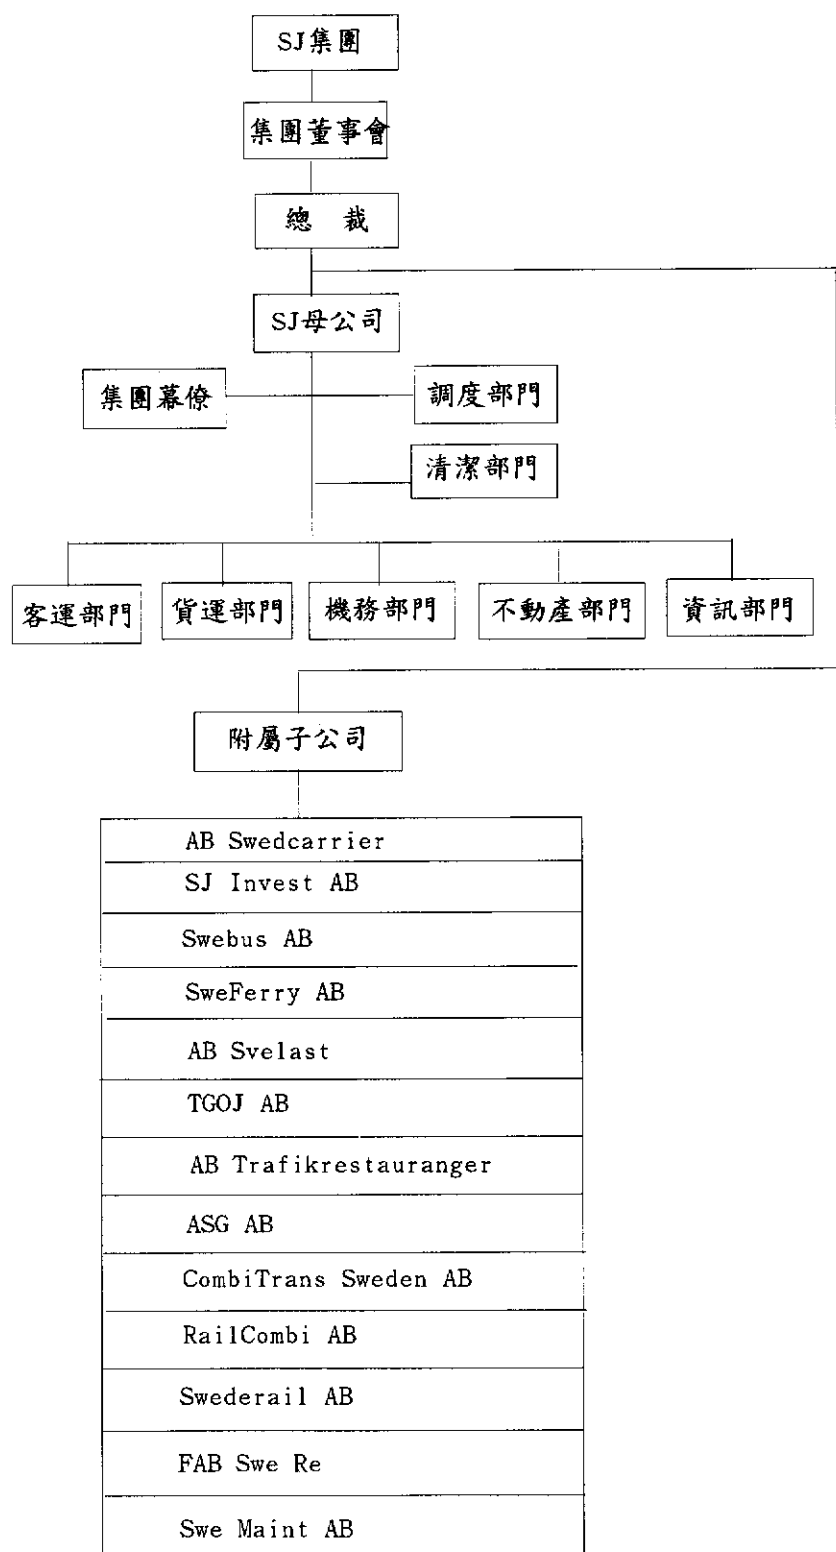 SJ集團
集團董事會
總 裁
SJ母公司
集團幕僚
調度部門
清潔部門
客運部門
貨運部門
機務部門
不動產部門
資訊部門
附屬子公司
AB Swedcarrier
SJ Invest AB
Swebus AB
SweFerry AB
AB Svelast
TGOJ AB
AB Trafikrestauranger
ASG AB
CombiTrans Sweden AB
RailCombi AB
Swederail AB
FAB Swe Re
Swe Maint AB